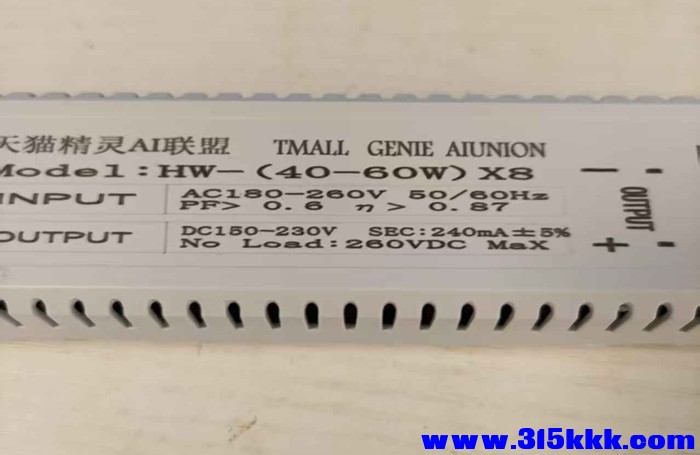 天猫精灵AI联盟 TMALL GENIE AIUNION
Model:HW-(40-60W)X8
INPUT AC180-260V 50/60Hz
PF> 0.6 η> 0.87
OUTPUT DC150-230V SEC:240mA±5%
No Load:260VDC MaX
- OUTPUT +
www.315kkk.com